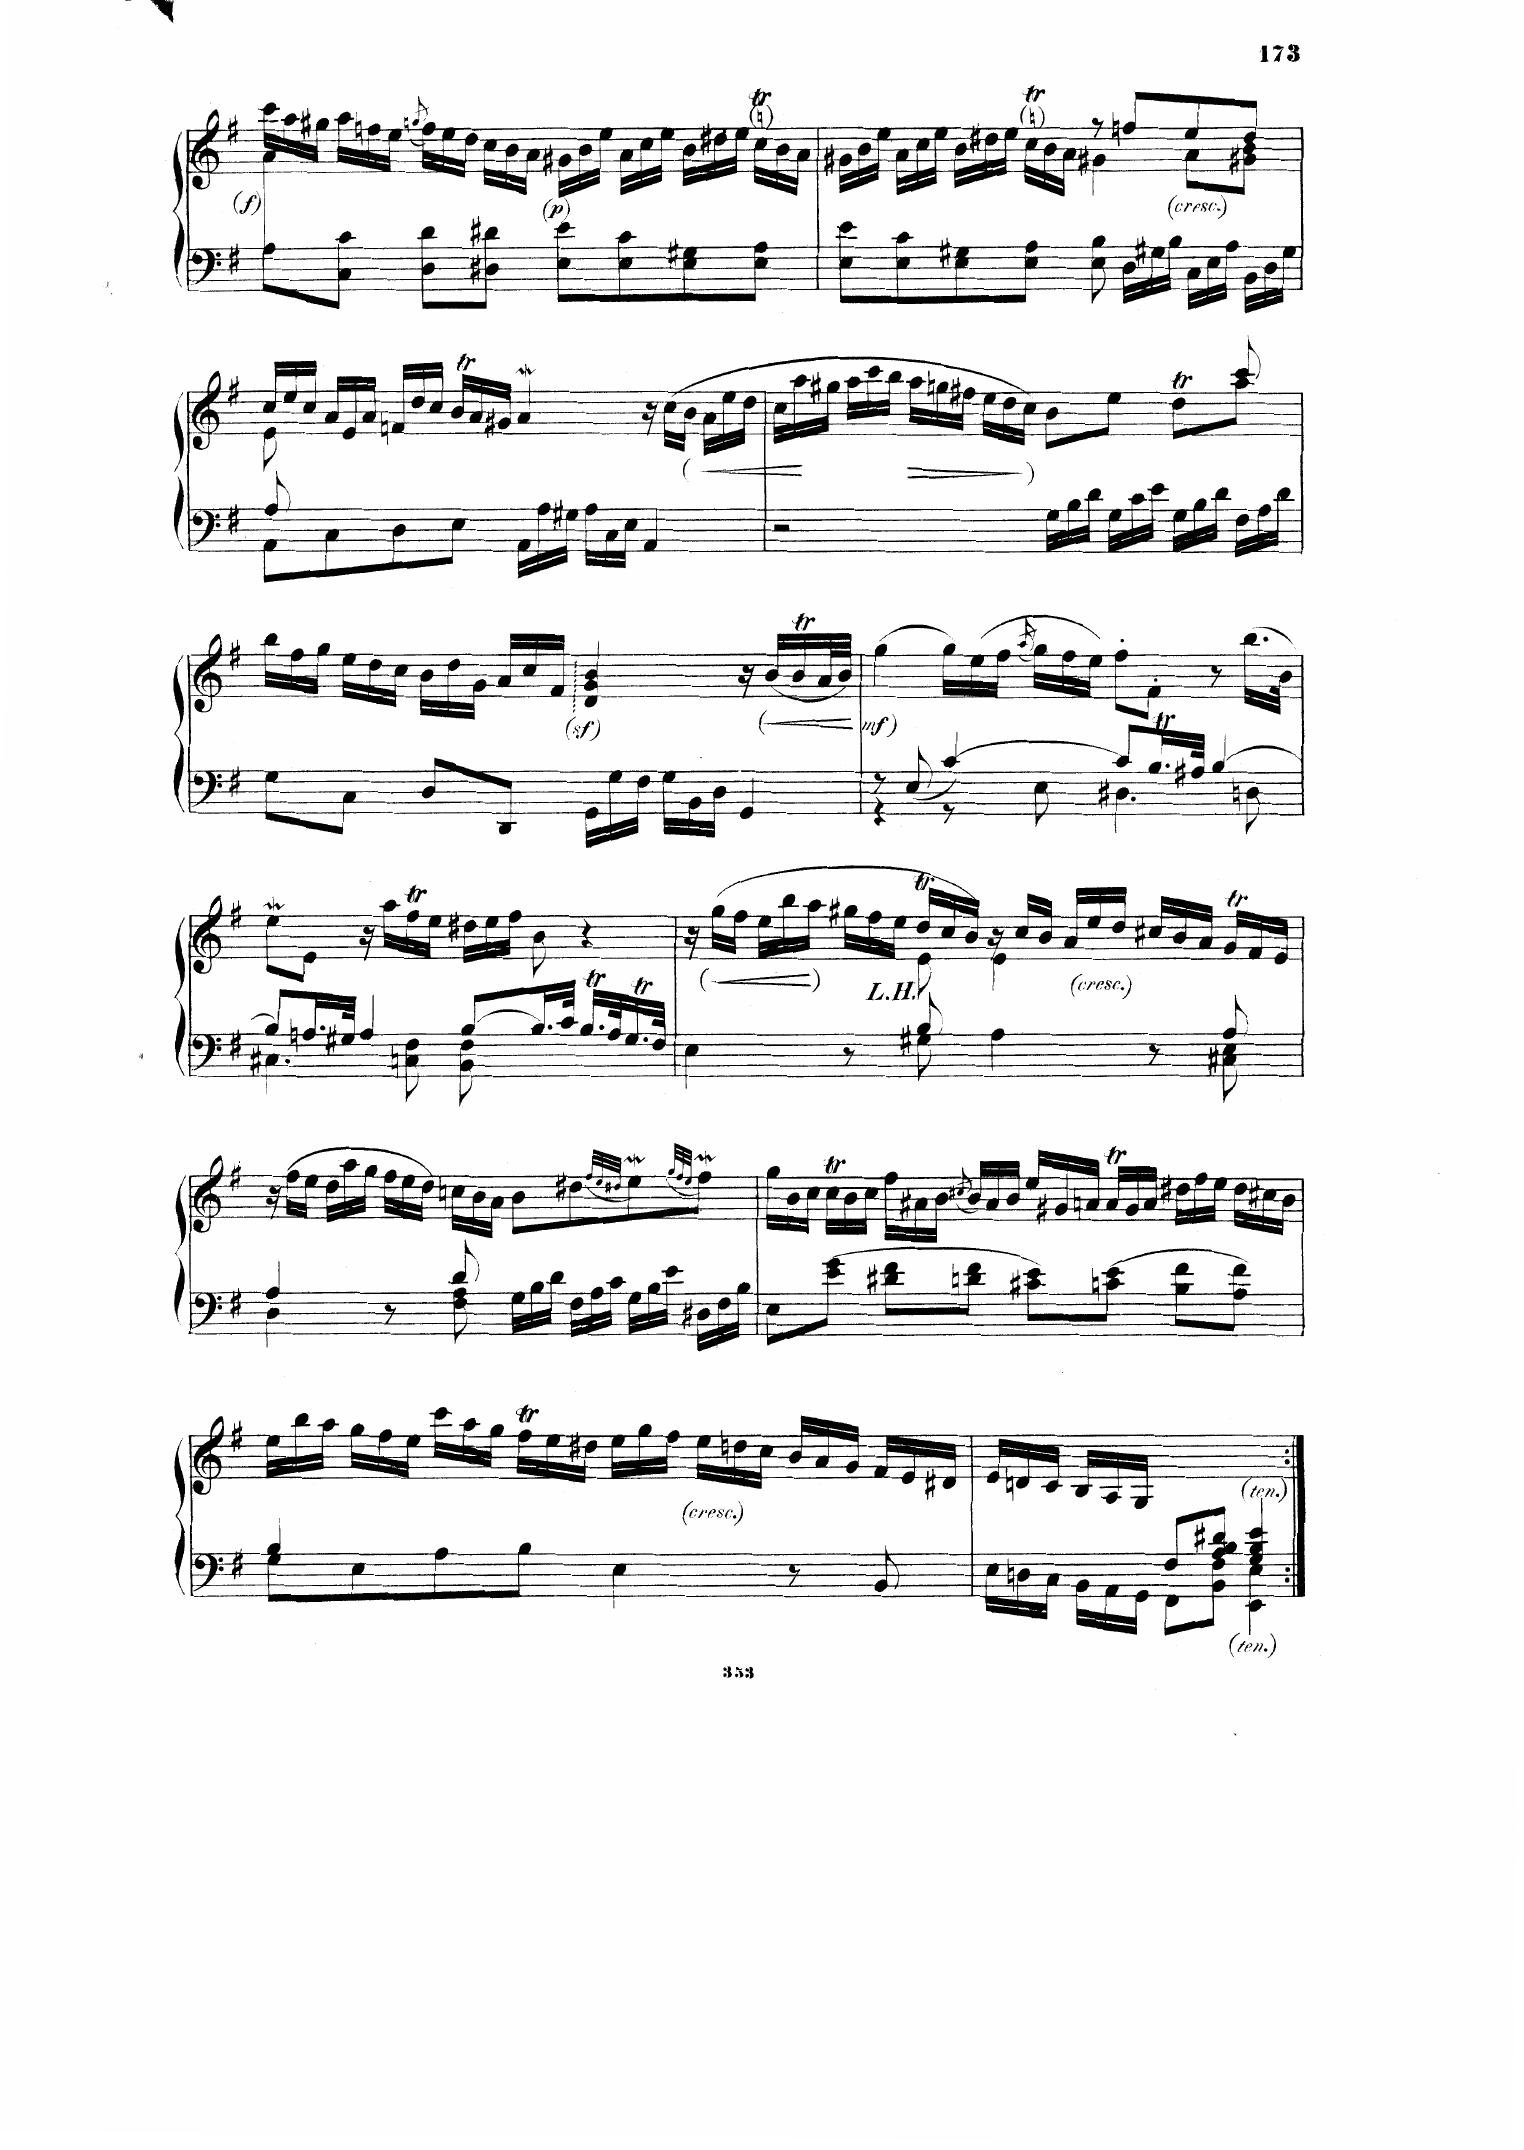 173
tr tr
(f) (p) (cresc.)
tr tr
tr
(sf) mf)
tr
tr tr
L.H. (cresc.)
tr tr
tr tr
tr
(cresc.) (ten.)
(ten.)
353